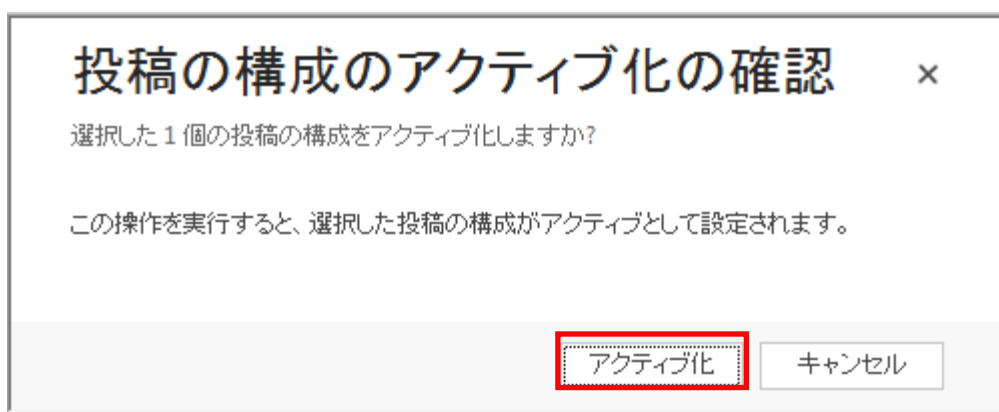 投稿の構成のアクティブ化の確認 ×
選択した 1 個の投稿の構成をアクティブ化しますか?
この操作を実行すると、選択した投稿の構成がアクティブとして設定されます。
アクティブ化 キャンセル